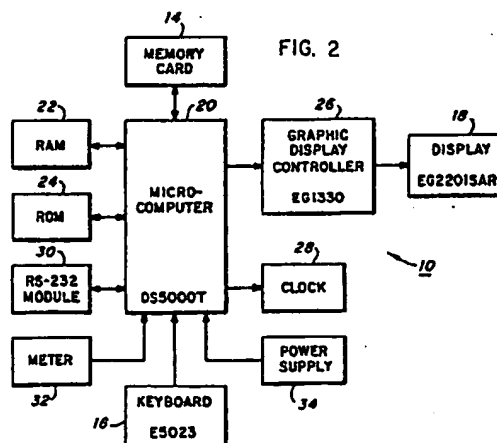 14
MEMORY
CARD
FIG. 2
22
RAM
20
MICRO-
COMPUTER
DS5000T
26
GRAPHIC
DISPLAY
CONTROLLER
EG1330
18
DISPLAY
EG2201SAR
24
ROM
30
RS-232
MODULE
28
CLOCK
10
METER
32
KEYBOARD
E5023
16
POWER
SUPPLY
34